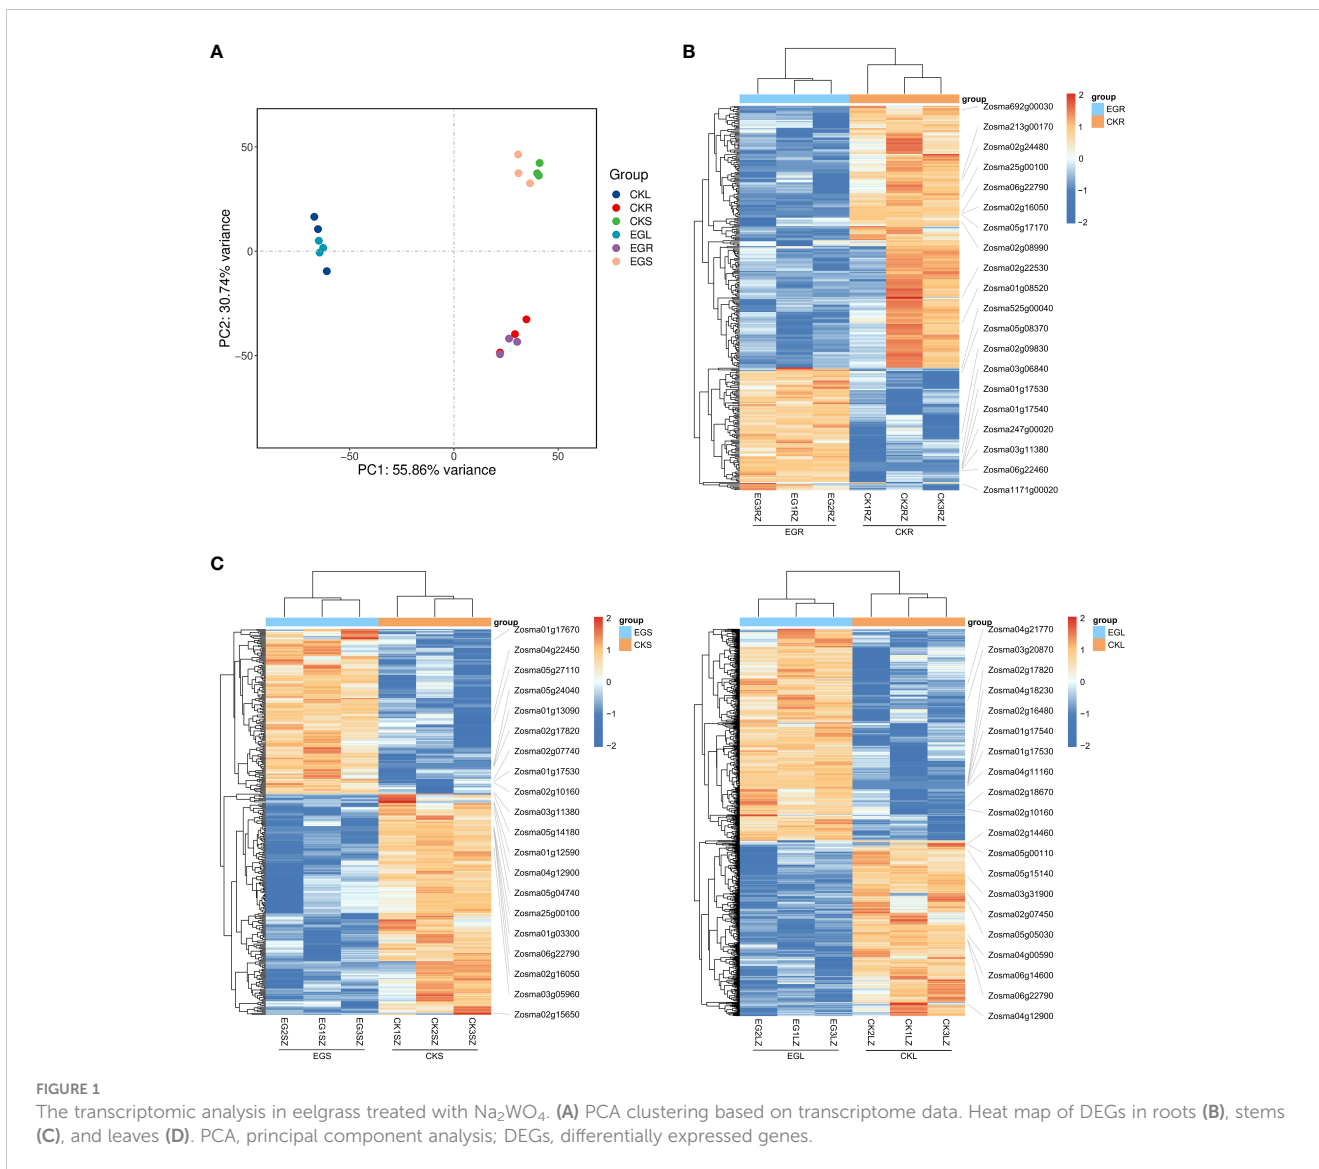 A
50
0
−50
−50
0
50
PC2: 30.74% variance
PC1: 55.86% variance
Group
CKL
CKR
CKS
EGL
EGR
EGS
B
group
Zosma692g00030
Zosma213g00170
Zosma02g24480
Zosma25g00100
Zosma06g22790
Zosma02g16050
Zosma05g17170
Zosma02g08990
Zosma02g22530
Zosma01g08520
Zosma525g00040
Zosma05g08370
Zosma02g09830
Zosma03g06840
Zosma01g17530
Zosma01g17540
Zosma247g00020
Zosma03g11380
Zosma06g22460
Zosma1171g00020
2
1
0
−1
−2
group
EGR
CKR
EG3RZ
EG1RZ
EG2RZ
CK1RZ
CK2RZ
CK3RZ
EGR
CKR
C
group
Zosma01g17670
Zosma04g22450
Zosma05g27110
Zosma05g24040
Zosma01g13090
Zosma02g17820
Zosma02g07740
Zosma01g17530
Zosma02g10160
Zosma03g11380
Zosma05g14180
Zosma01g12590
Zosma04g12900
Zosma05g04740
Zosma25g00100
Zosma01g03300
Zosma06g22790
Zosma02g16050
Zosma03g05960
Zosma02g15650
2
1
0
−1
−2
group
EGS
CKS
EG2SZ
EG1SZ
EG3SZ
CK1SZ
CK2SZ
CK3SZ
EGS
CKS
group
Zosma04g21770
Zosma03g20870
Zosma02g17820
Zosma04g18230
Zosma02g16480
Zosma01g17540
Zosma01g17530
Zosma04g11160
Zosma02g18670
Zosma02g10160
Zosma02g14460
Zosma05g00110
Zosma05g15140
Zosma03g31900
Zosma02g07450
Zosma05g05030
Zosma04g00590
Zosma06g14600
Zosma06g22790
Zosma04g12900
2
1
0
−1
−2
group
EGL
CKL
EG2LZ
EG1LZ
EG3LZ
CK2LZ
CK1LZ
CK3LZ
EGL
CKL
FIGURE 1
The transcriptomic analysis in eelgrass treated with Na₂WO₄. (A) PCA clustering based on transcriptome data. Heat map of DEGs in roots (B), stems
(C), and leaves (D). PCA, principal component analysis; DEGs, differentially expressed genes.